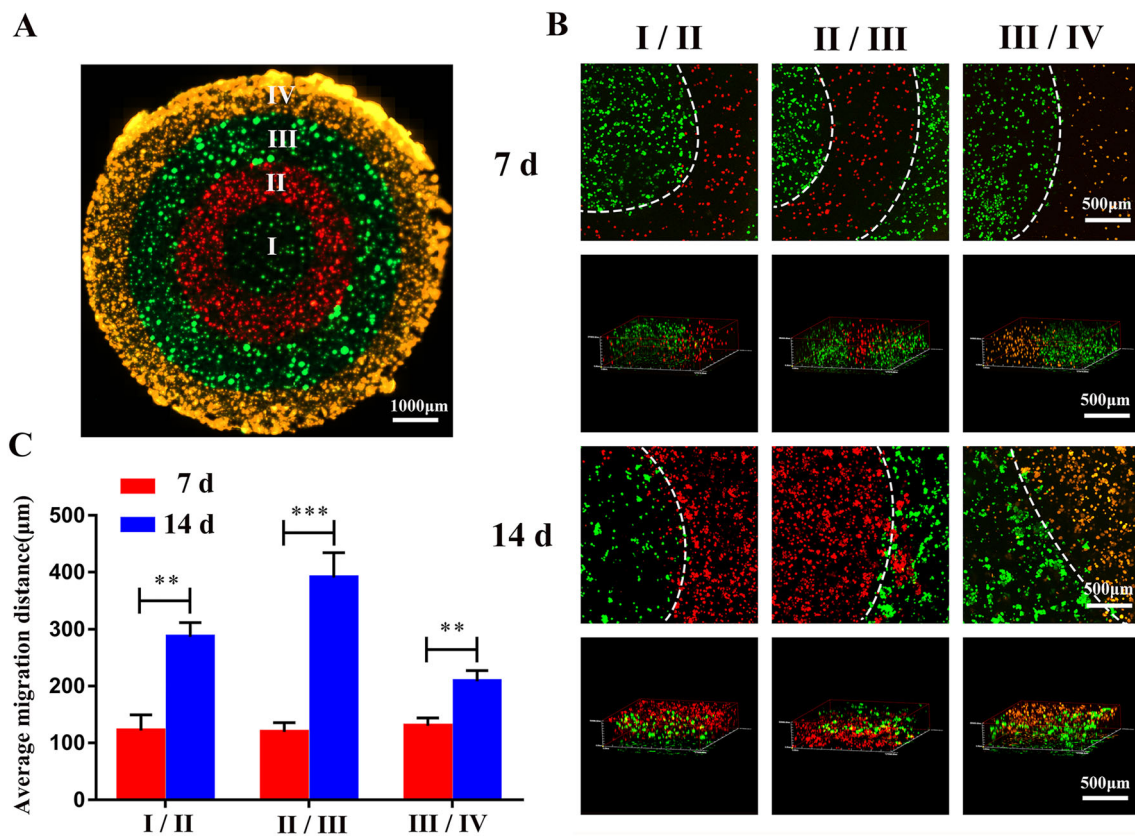 A
IV
III
II
I
1000μm
B
I / II
II / III
III / IV
7 d
500μm
500μm
14 d
500μm
500μm
C
7 d
14 d
Average migration distance(μm)
500
400
300
200
100
0
**
***
**
I / II
II / III
III / IV